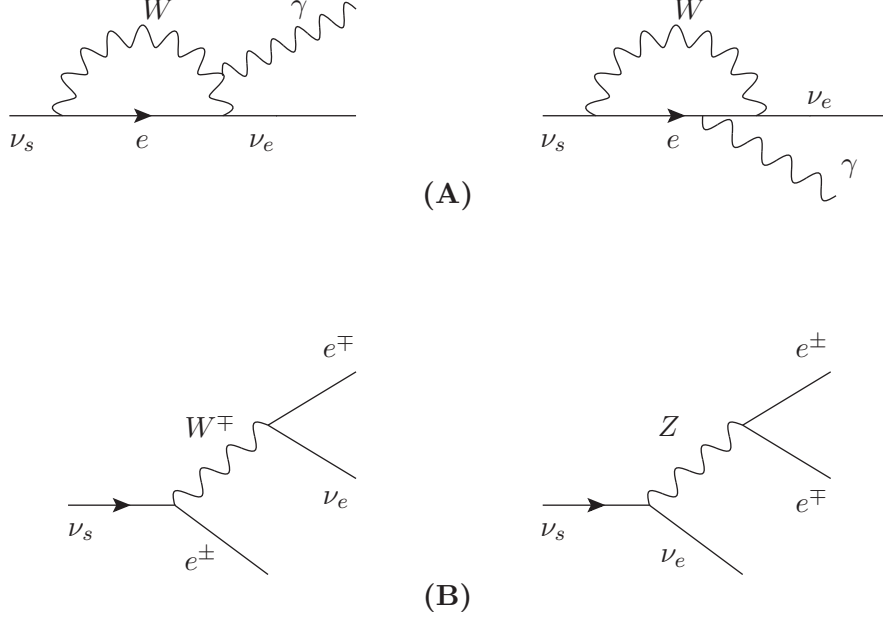 W γ W
ν_s e ν_e ν_s e ν_e
γ
(A)
e^∓ e^±
W^∓ Z
ν_e e^∓
ν_s ν_s
e^± ν_e
(B)